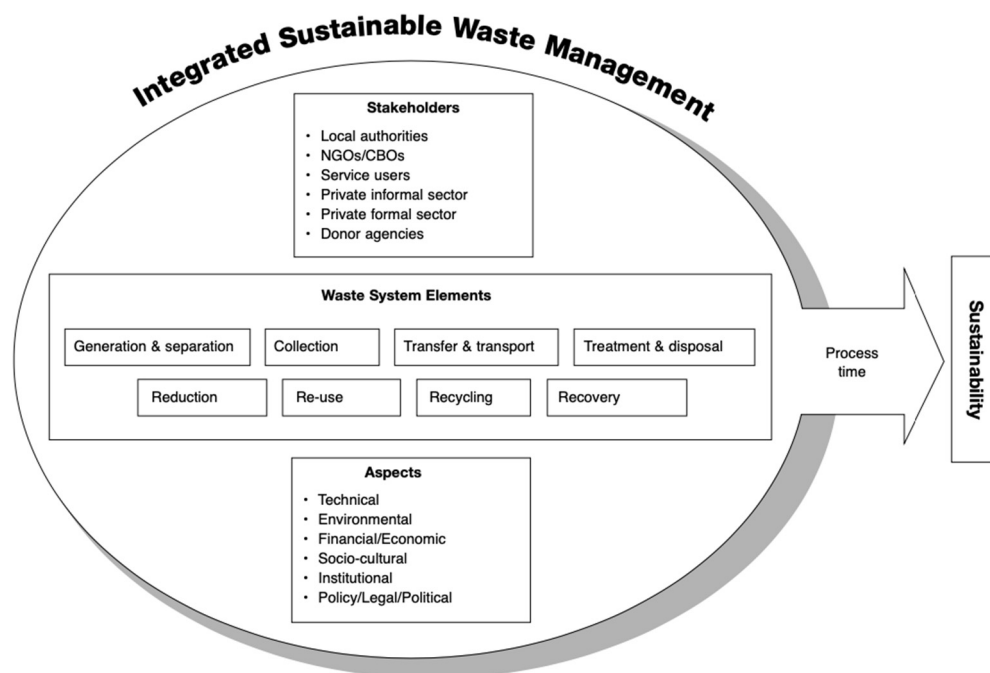 Integrated Sustainable Waste Management
Stakeholders
• Local authorities
• NGOs/CBOs
• Service users
• Private informal sector
• Private formal sector
• Donor agencies
Waste System Elements
Generation & separation
Collection
Transfer & transport
Treatment & disposal
Reduction
Re-use
Recycling
Recovery
Aspects
• Technical
• Environmental
• Financial/Economic
• Socio-cultural
• Institutional
• Policy/Legal/Political
Process
time
Sustainability